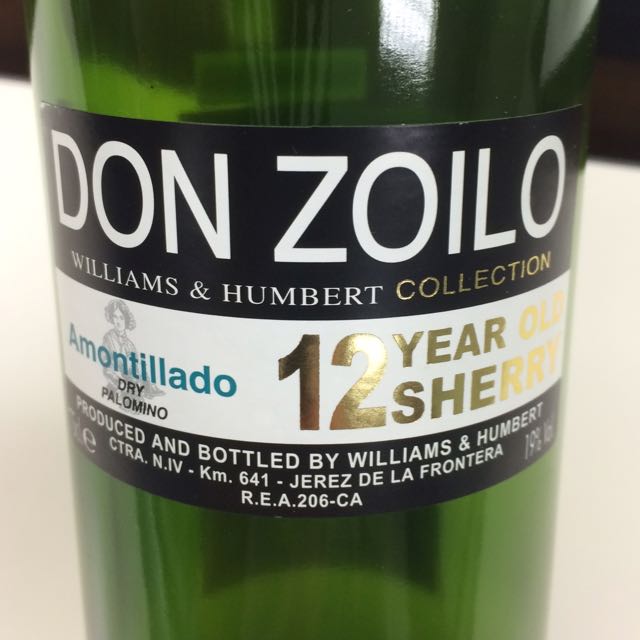 DON ZOILO
WILLIAMS & HUMBERT COLLECTION
Amontillado
DRY
PALOMINO
12 YEAR OLD
SHERRY
PRODUCED AND BOTTLED BY WILLIAMS & HUMBERT
CTRA. N.IV - Km. 641 - JEREZ DE LA FRONTERA
R.E.A.206-CA
19% Vol